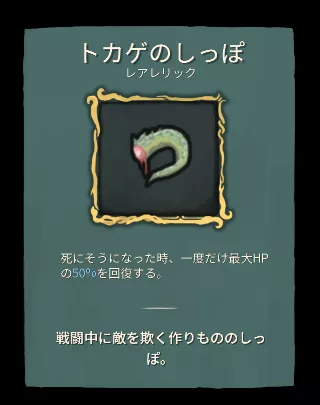 トカゲのしっぽ
レアレリック
死にそうになった時、一度だけ最大HP
の50%を回復する。
戦闘中に敵を欺く作りもののしっ
ぽ。